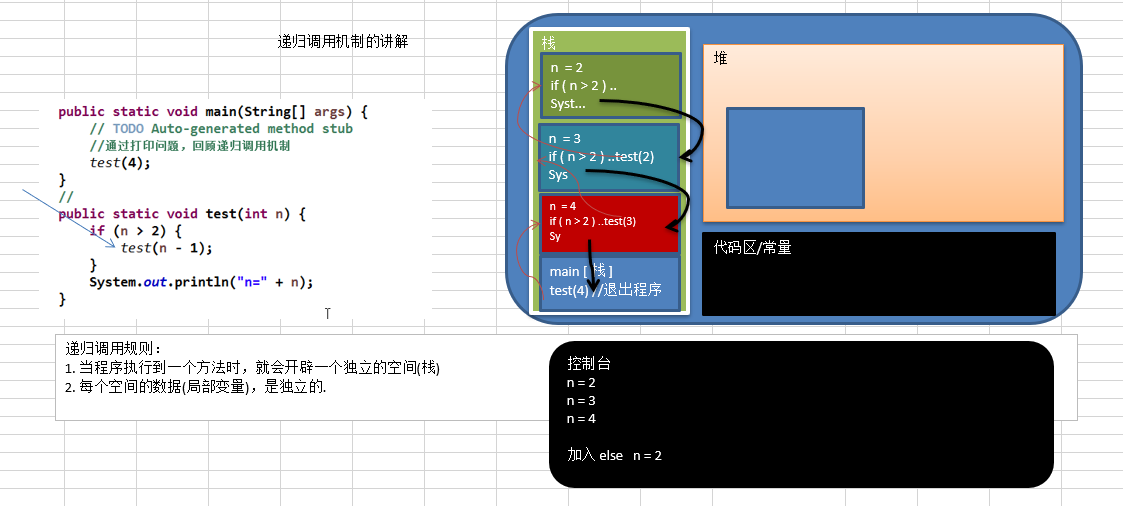 递归调用机制的讲解
public static void main(String[] args) {
// TODO Auto-generated method stub
//通过打印问题，回顾递归调用机制
test(4);
}
//
public static void test(int n) {
if (n > 2) {
test(n - 1);
}
System.out.println("n=" + n);
}
栈
n = 2
if ( n > 2 ) ..
Syst...
n = 3
if ( n > 2 ) ..test(2)
Sys
n = 4
if ( n > 2 ) ..test(3)
Sy
main [ 栈 ]
test(4) //退出程序
堆
代码区/常量
递归调用规则：
1. 当程序执行到一个方法时，就会开辟一个独立的空间(栈)
2. 每个空间的数据(局部变量)，是独立的.
控制台
n = 2
n = 3
n = 4
加入 else n = 2